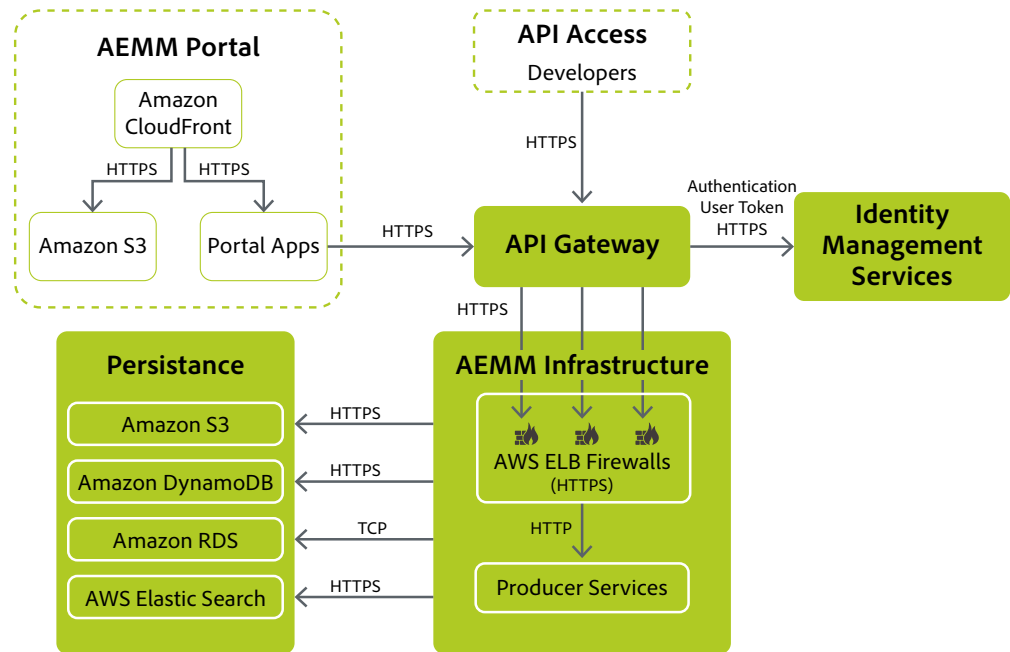 AEMM Portal
Amazon
CloudFront
HTTPS
HTTPS
Amazon S3
Portal Apps
HTTPS
API Access
Developers
HTTPS
API Gateway
Authentication
User Token
HTTPS
Identity
Management
Services
HTTPS
Persistance
Amazon S3
Amazon DynamoDB
Amazon RDS
AWS Elastic Search
HTTPS
HTTPS
TCP
HTTPS
AEMM Infrastructure
AWS ELB Firewalls
(HTTPS)
HTTP
Producer Services